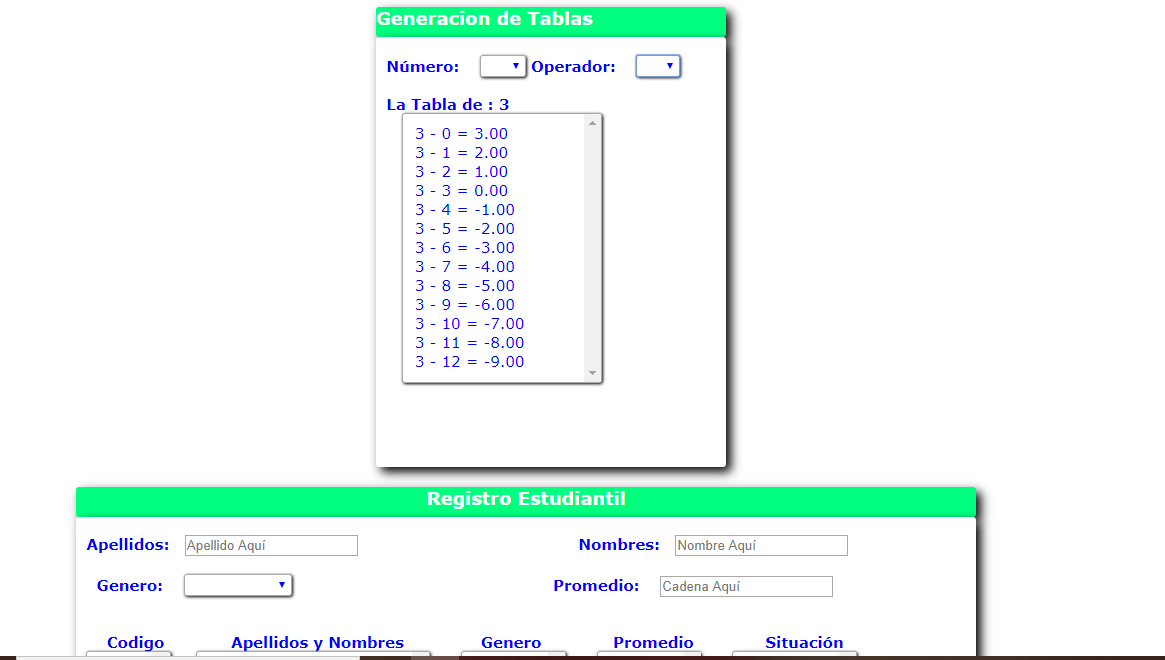 Generacion de Tablas
Número: Operador:
La Tabla de : 3
3 - 0 = 3.00
3 - 1 = 2.00
3 - 2 = 1.00
3 - 3 = 0.00
3 - 4 = -1.00
3 - 5 = -2.00
3 - 6 = -3.00
3 - 7 = -4.00
3 - 8 = -5.00
3 - 9 = -6.00
3 - 10 = -7.00
3 - 11 = -8.00
3 - 12 = -9.00
Registro Estudiantil
Apellidos: Apellido Aquí Nombres: Nombre Aquí
Genero: Promedio: Cadena Aquí
Codigo Apellidos y Nombres Genero Promedio Situación